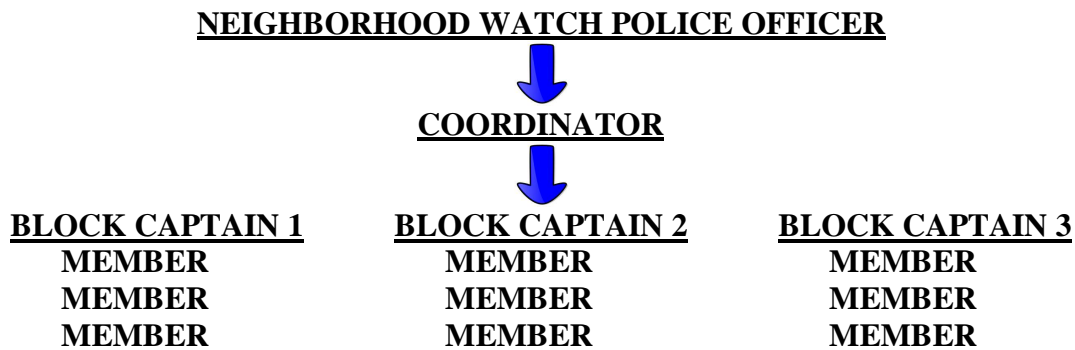 NEIGHBORHOOD WATCH POLICE OFFICER
COORDINATOR
BLOCK CAPTAIN 1 BLOCK CAPTAIN 2 BLOCK CAPTAIN 3
MEMBER MEMBER MEMBER
MEMBER MEMBER MEMBER
MEMBER MEMBER MEMBER